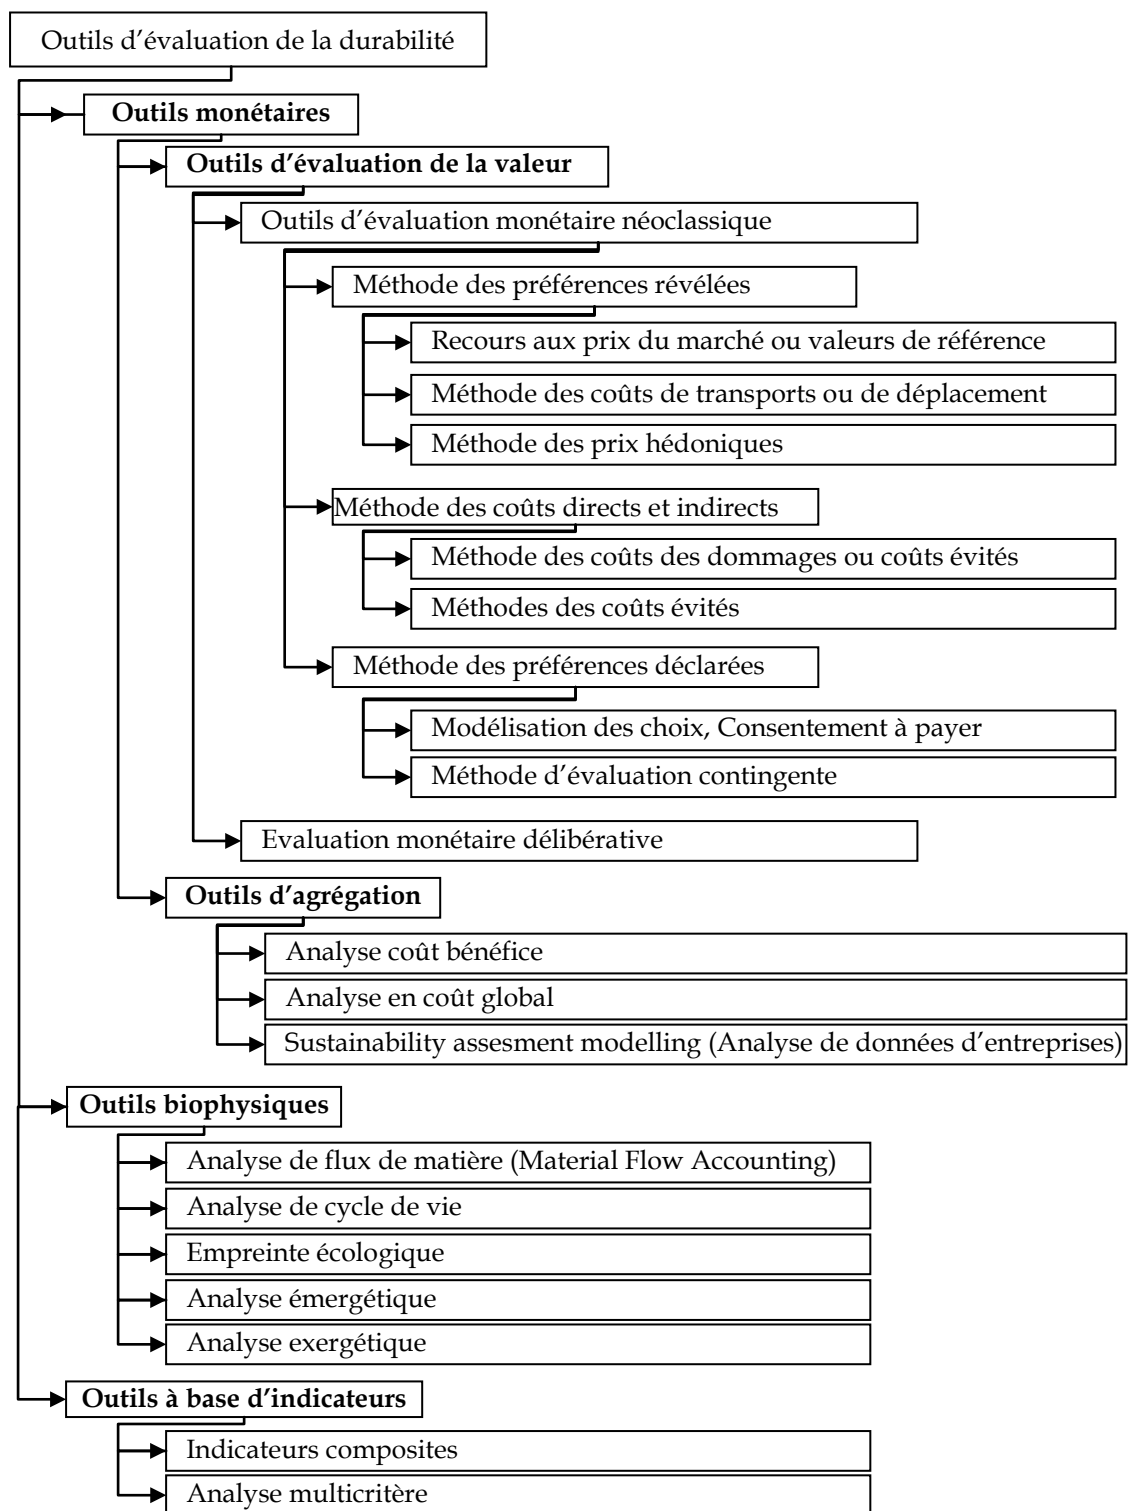 Outils d’évaluation de la durabilité
Outils monétaires
Outils d’évaluation de la valeur
Outils d’évaluation monétaire néoclassique
Méthode des préférences révélées
Recours aux prix du marché ou valeurs de référence
Méthode des coûts de transports ou de déplacement
Méthode des prix hédoniques
Méthode des coûts directs et indirects
Méthode des coûts des dommages ou coûts évités
Méthodes des coûts évités
Méthode des préférences déclarées
Modélisation des choix, Consentement à payer
Méthode d’évaluation contingente
Evaluation monétaire délibérative
Outils d’agrégation
Analyse coût bénéfice
Analyse en coût global
Sustainability assesment modelling (Analyse de données d’entreprises)
Outils biophysiques
Analyse de flux de matière (Material Flow Accounting)
Analyse de cycle de vie
Empreinte écologique
Analyse émergétique
Analyse exergétique
Outils à base d’indicateurs
Indicateurs composites
Analyse multicritère